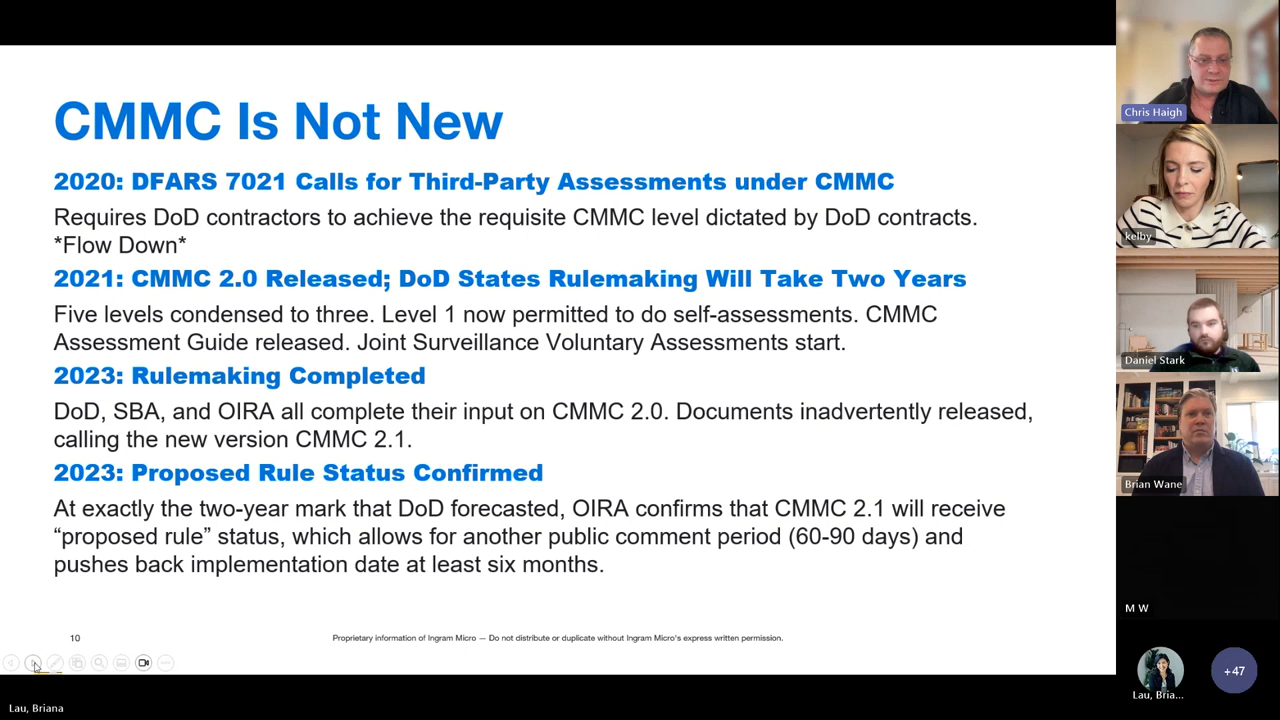 CMMC Is Not New
2020: DFARS 7021 Calls for Third-Party Assessments under CMMC
Requires DoD contractors to achieve the requisite CMMC level dictated by DoD contracts.
*Flow Down*
2021: CMMC 2.0 Released; DoD States Rulemaking Will Take Two Years
Five levels condensed to three. Level 1 now permitted to do self-assessments. CMMC
Assessment Guide released. Joint Surveillance Voluntary Assessments start.
2023: Rulemaking Completed
DoD, SBA, and OIRA all complete their input on CMMC 2.0. Documents inadvertently released,
calling the new version CMMC 2.1.
2023: Proposed Rule Status Confirmed
At exactly the two-year mark that DoD forecasted, OIRA confirms that CMMC 2.1 will receive
“proposed rule” status, which allows for another public comment period (60-90 days) and
pushes back implementation date at least six months.
10
Proprietary information of Ingram Micro — Do not distribute or duplicate without Ingram Micro's express written permission.
Lau, Briana
Chris Haigh
kelby
Daniel Stark
Brian Wane
M W
Lau, Bria...
+47